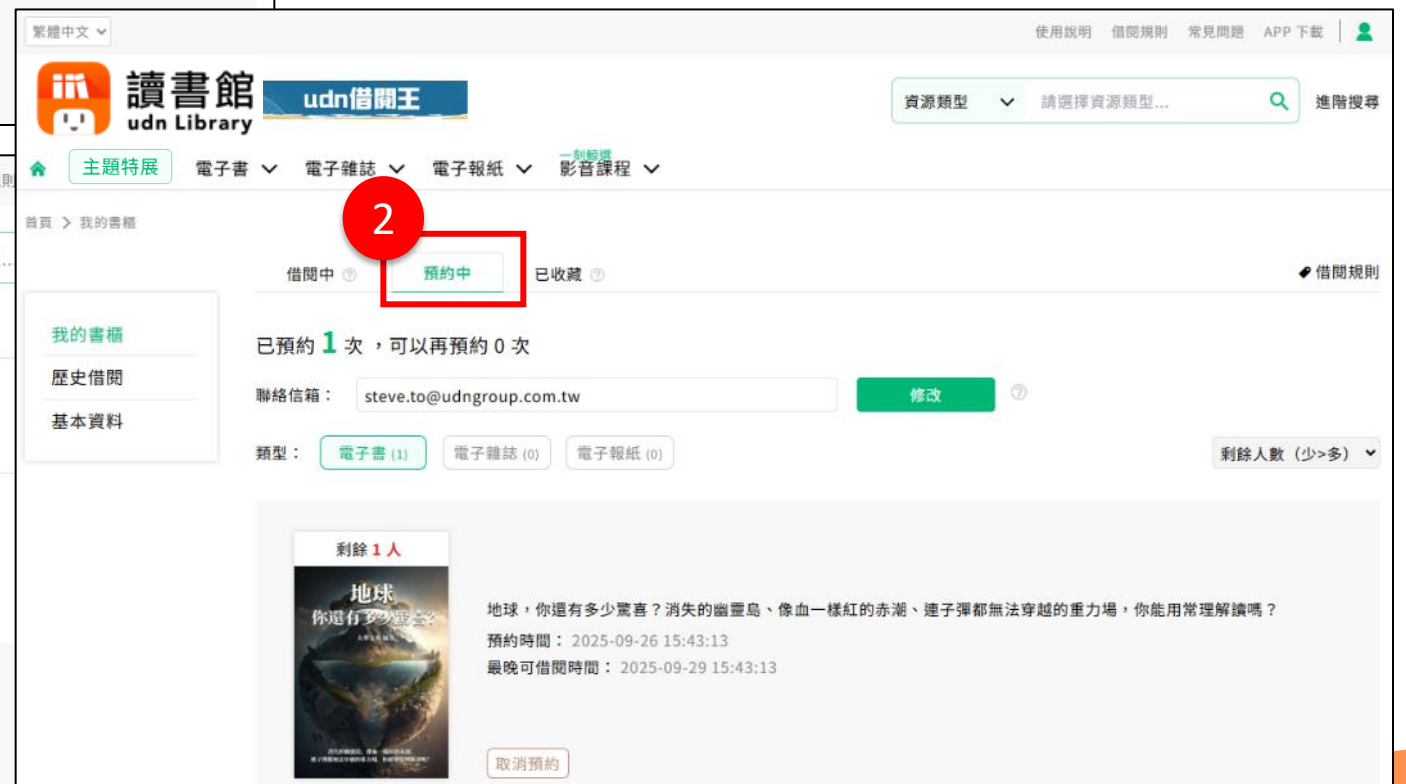 繁體中文
使用說明 借閱規則 常見問題 APP 下載
讀書館
udn Library
udn借閱王
資源類型 請選擇資源類型... 進階搜尋
一刻鯨選
主題特展 電子書 電子雜誌 電子報紙 影音課程
則
首頁 > 我的書櫃
2
...
借閱中 預約中 已收藏 借閱規則
我的書櫃
歷史借閱
基本資料
已預約 1 次 ,可以再預約 0 次
聯絡信箱: steve.to@udngroup.com.tw 修改
類型: 電子書 (1) 電子雜誌 (0) 電子報紙 (0) 剩餘人數(少>多)
剩餘 1 人
地球
你還有多少驚喜?
地球,你還有多少驚喜?消失的幽靈島、像血一樣紅的赤潮、連子彈都無法穿越的重力場,你能用常理解讀嗎?
預約時間: 2025-09-26 15:43:13
最晚可借閱時間: 2025-09-29 15:43:13
取消預約